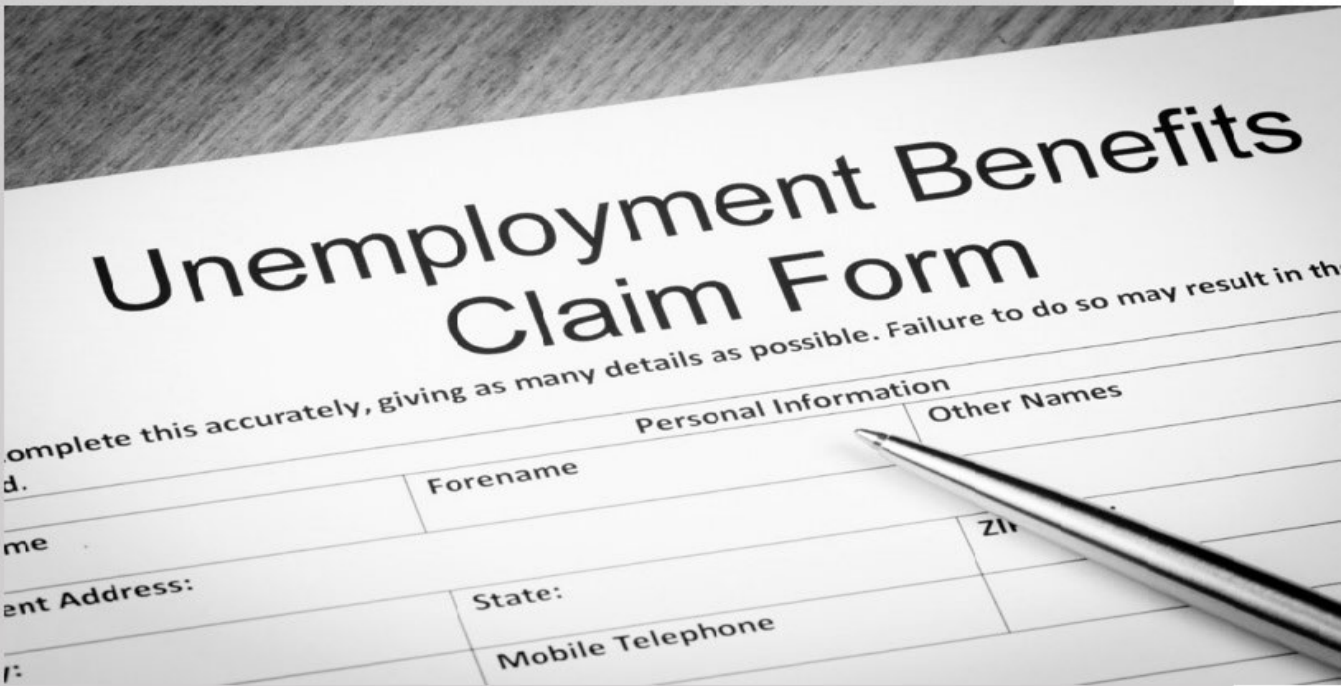 Unemployment Benefits
Claim Form
omplete this accurately, giving as many details as possible. Failure to do so may result in th
d.
Personal Information
me
Forename
Other Names
ent Address:
State:
ZI
y:
Mobile Telephone